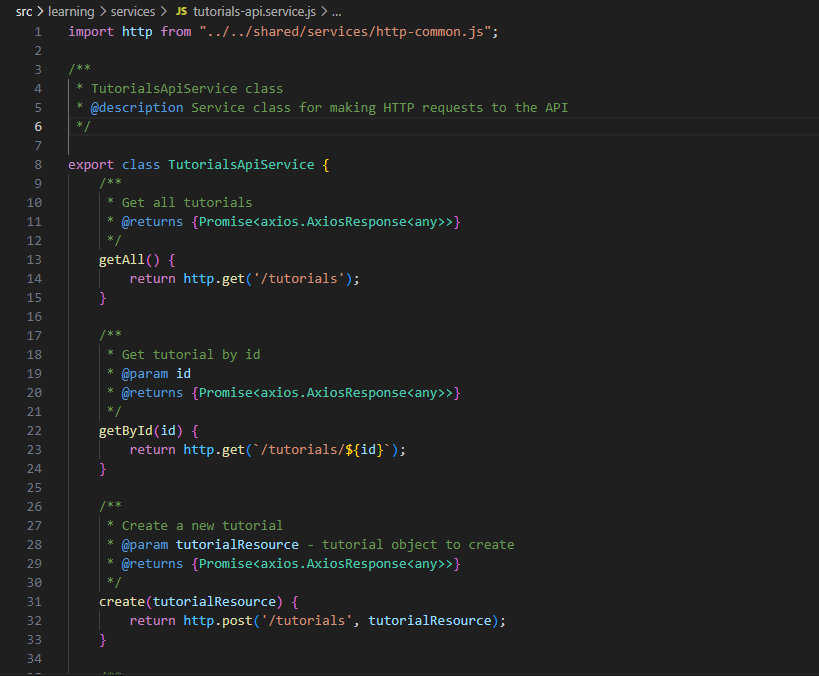 src > learning > services > JS tutorials-api.service.js > ...
1 import http from "../../shared/services/http-common.js";
2
3 /**
4 * TutorialsApiService class
5 * @description Service class for making HTTP requests to the API
6 */
7
8 export class TutorialsApiService {
9 /**
10 * Get all tutorials
11 * @returns {Promise<axios.AxiosResponse<any>>}
12 */
13 getAll() {
14 return http.get('/tutorials');
15 }
16
17 /**
18 * Get tutorial by id
19 * @param id
20 * @returns {Promise<axios.AxiosResponse<any>>}
21 */
22 getById(id) {
23 return http.get(`/tutorials/${id}`);
24 }
25
26 /**
27 * Create a new tutorial
28 * @param tutorialResource - tutorial object to create
29 * @returns {Promise<axios.AxiosResponse<any>>}
30 */
31 create(tutorialResource) {
32 return http.post('/tutorials', tutorialResource);
33 }
34